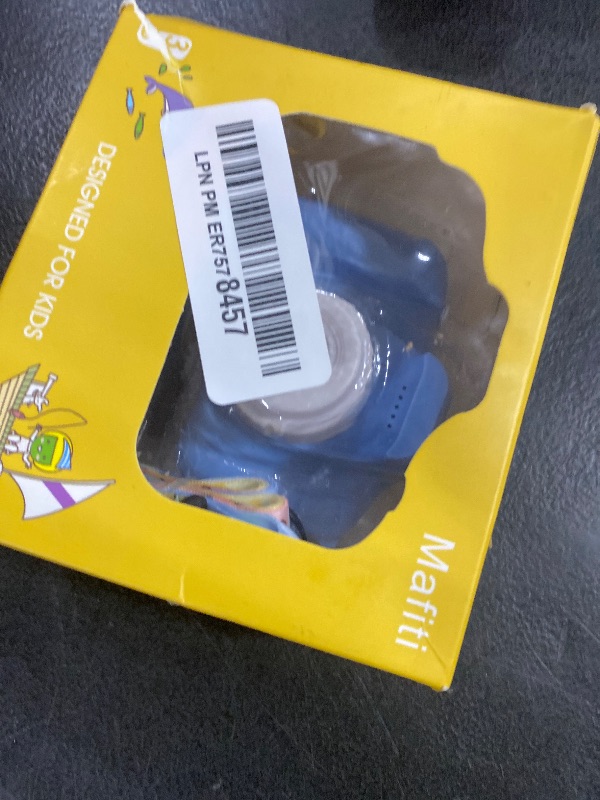 DESIGNED FOR KIDS
LPN PM ER7578457
Mafiti